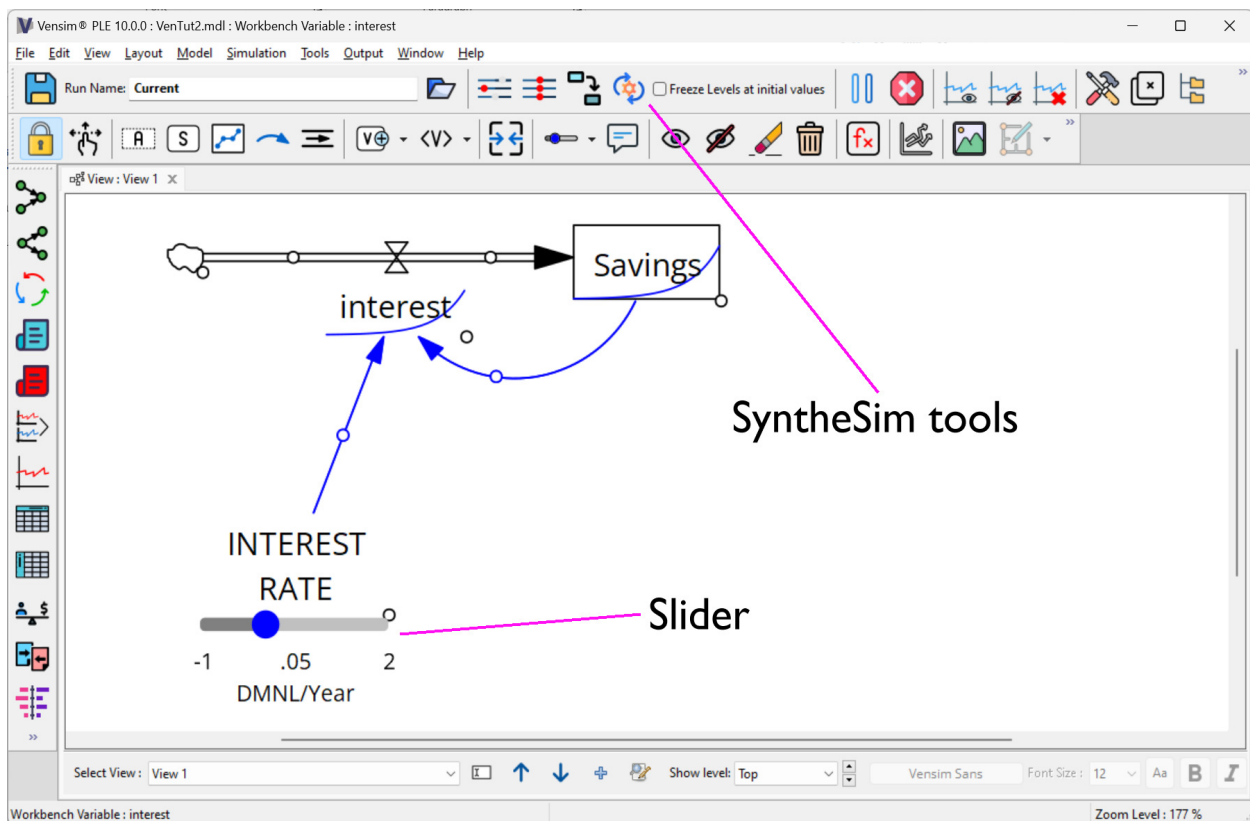 Vensim® PLE 10.0.0 : VenTut2.mdl : Workbench Variable : interest
File Edit View Layout Model Simulation Tools Output Window Help
Run Name: Current
Freeze Levels at initial values
A S V <V> fx
View : View 1
Savings
interest
SyntheSim tools
INTEREST
RATE
Slider
-1 .05 2
DMNL/Year
Select View : View 1 Show level: Top Vensim Sans Font Size : 12 Aa B I
Workbench Variable : interest Zoom Level : 177 %